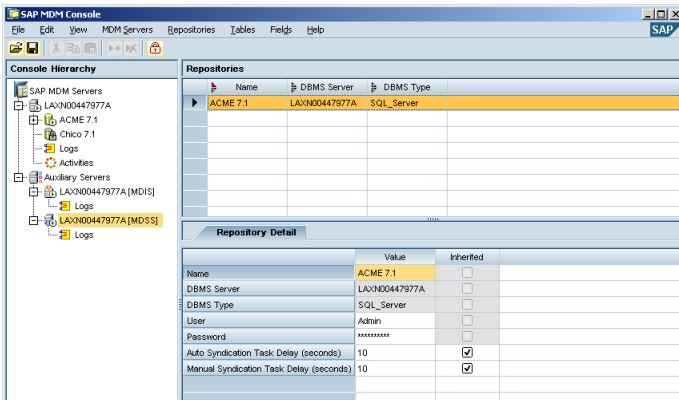 SAP MDM Console
File Edit View MDM Servers Repositories Tables Fields Help
SAP
Console Hierarchy
SAP MDM Servers
LAXN00447977A
ACME 7.1
Chico 7.1
Logs
Activities
Auxiliary Servers
LAXN00447977A [MDIS]
Logs
LAXN00447977A [MDSS]
Logs
Repositories
Name DBMS Server DBMS Type
ACME 7.1 LAXN00447977A SQL_Server
Repository Detail
Value Inherited
Name ACME 7.1
DBMS Server LAXN00447977A
DBMS Type SQL_Server
User Admin
Password **********
Auto Syndication Task Delay (seconds) 10
Manual Syndication Task Delay (seconds) 10